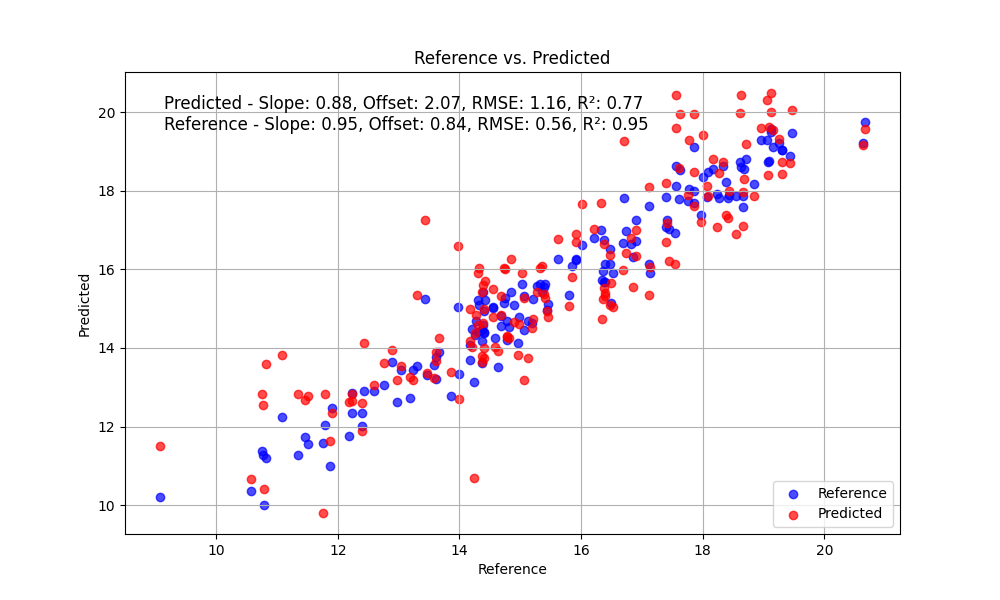 Reference vs. Predicted
Predicted - Slope: 0.88, Offset: 2.07, RMSE: 1.16, R²: 0.77
Reference - Slope: 0.95, Offset: 0.84, RMSE: 0.56, R²: 0.95
Predicted
20
18
16
14
12
10
Reference
Predicted
10 12 14 16 18 20
Reference